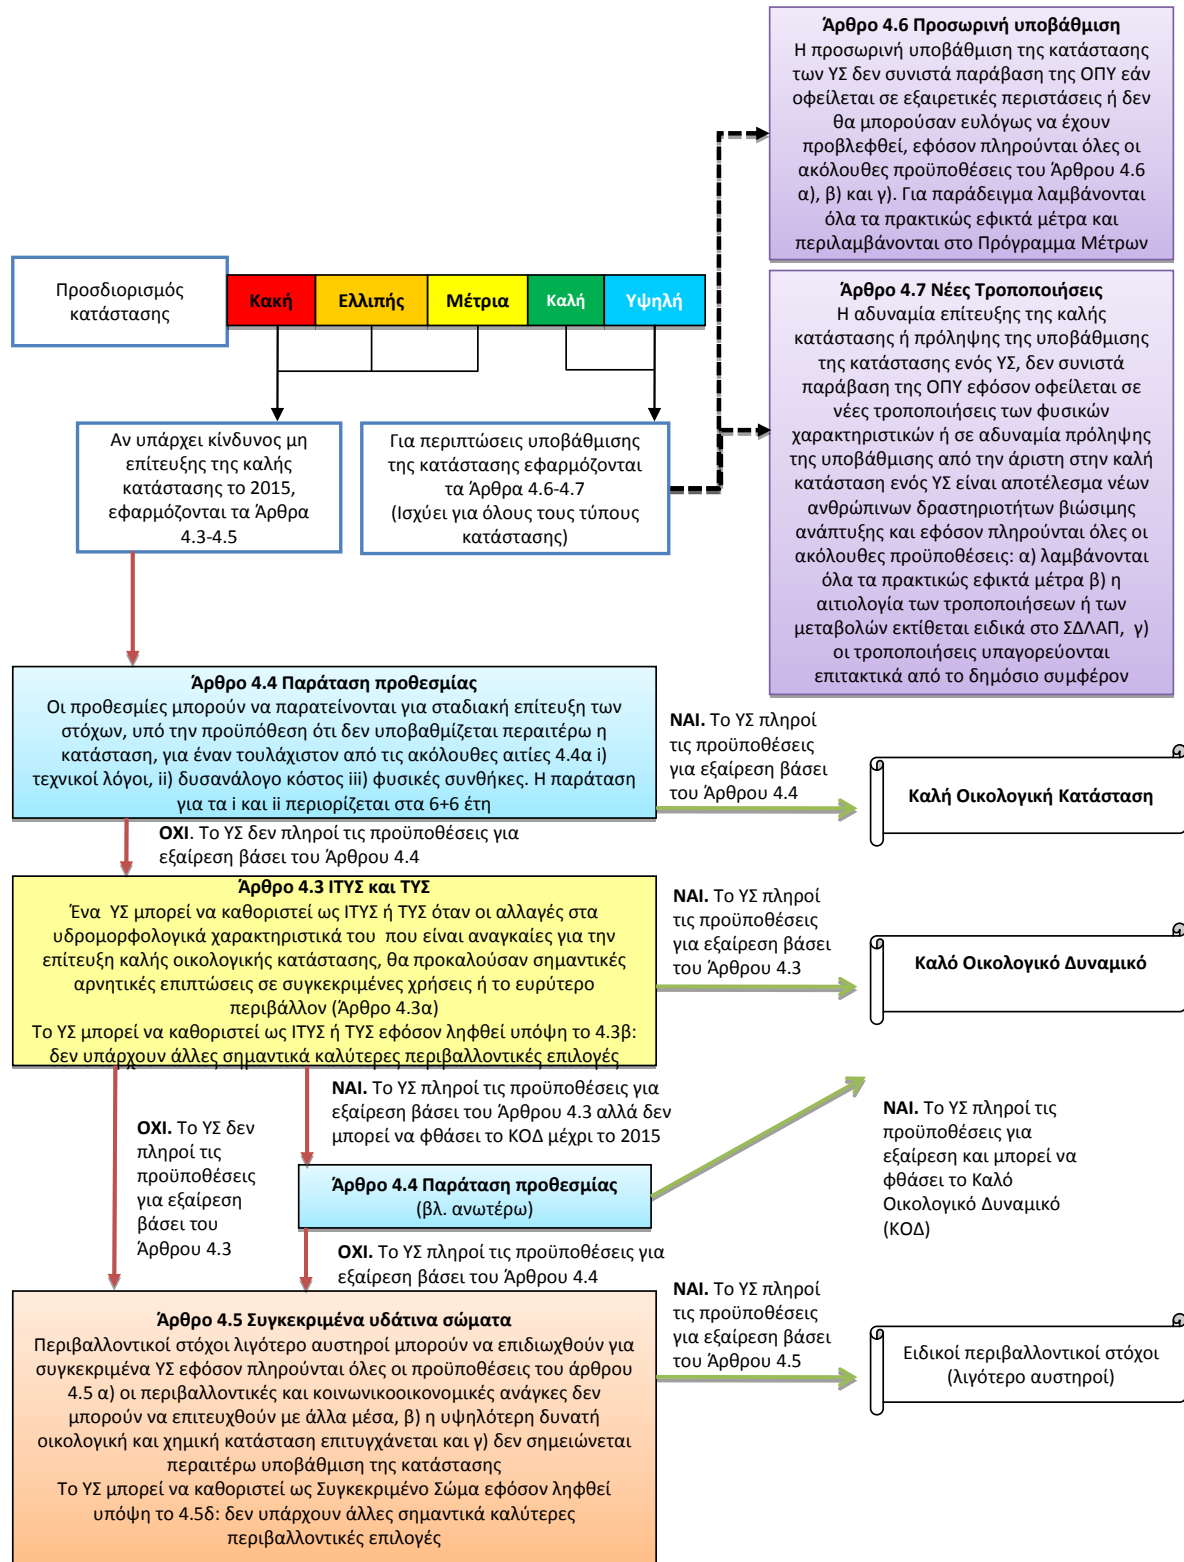 Άρθρο 4.6 Προσωρινή υποβάθμιση
Η προσωρινή υποβάθμιση της κατάστασης
των ΥΣ δεν συνιστά παράβαση της ΟΠΥ εάν
οφείλεται σε εξαιρετικές περιστάσεις ή δεν
θα μπορούσαν ευλόγως να έχουν
προβλεφθεί, εφόσον πληρούνται όλες οι
ακόλουθες προϋποθέσεις του Άρθρου 4.6
α), β) και γ). Για παράδειγμα λαμβάνονται
όλα τα πρακτικώς εφικτά μέτρα και
περιλαμβάνονται στο Πρόγραμμα Μέτρων
Προσδιορισμός
κατάστασης
Κακή
Ελλιπής
Μέτρια
Καλή
Υψηλή
Άρθρο 4.7 Νέες Τροποποιήσεις
Η αδυναμία επίτευξης της καλής
κατάστασης ή πρόληψης της υποβάθμισης
της κατάστασης ενός ΥΣ, δεν συνιστά
παράβαση της ΟΠΥ εφόσον οφείλεται σε
νέες τροποποιήσεις των φυσικών
χαρακτηριστικών ή σε αδυναμία πρόληψης
της υποβάθμισης από την άριστη στην καλή
κατάσταση ενός ΥΣ είναι αποτέλεσμα νέων
ανθρώπινων δραστηριοτήτων βιώσιμης
ανάπτυξης και εφόσον πληρούνται όλες οι
ακόλουθες προϋποθέσεις: α) λαμβάνονται
όλα τα πρακτικώς εφικτά μέτρα β) η
αιτιολογία των τροποποιήσεων ή των
μεταβολών εκτίθεται ειδικά στο ΣΔΛΑΠ, γ)
οι τροποποιήσεις υπαγορεύονται
επιτακτικά από το δημόσιο συμφέρον
Αν υπάρχει κίνδυνος μη
επίτευξης της καλής
κατάστασης το 2015,
εφαρμόζονται τα Άρθρα
4.3-4.5
Για περιπτώσεις υποβάθμισης
της κατάστασης εφαρμόζονται
τα Άρθρα 4.6-4.7
(Ισχύει για όλους τους τύπους
κατάστασης)
Άρθρο 4.4 Παράταση προθεσμίας
Οι προθεσμίες μπορούν να παρατείνονται για σταδιακή επίτευξη των
στόχων, υπό την προϋπόθεση ότι δεν υποβαθμίζεται περαιτέρω η
κατάσταση, για έναν τουλάχιστον από τις ακόλουθες αιτίες 4.4α i)
τεχνικοί λόγοι, ii) δυσανάλογο κόστος iii) φυσικές συνθήκες. Η παράταση
για τα i και ii περιορίζεται στα 6+6 έτη
ΝΑΙ. Το ΥΣ πληροί
τις προϋποθέσεις
για εξαίρεση βάσει
του Άρθρου 4.4
Καλή Οικολογική Κατάσταση
ΟΧΙ. Το ΥΣ δεν πληροί τις προϋποθέσεις για
εξαίρεση βάσει του Άρθρου 4.4
Άρθρο 4.3 ΙΤΥΣ και ΤΥΣ
Ένα ΥΣ μπορεί να καθοριστεί ως ΙΤΥΣ ή ΤΥΣ όταν οι αλλαγές στα
υδρομορφολογικά χαρακτηριστικά του που είναι αναγκαίες για την
επίτευξη καλής οικολογικής κατάστασης, θα προκαλούσαν σημαντικές
αρνητικές επιπτώσεις σε συγκεκριμένες χρήσεις ή το ευρύτερο
περιβάλλον (Άρθρο 4.3α)
Το ΥΣ μπορεί να καθοριστεί ως ΙΤΥΣ ή ΤΥΣ εφόσον ληφθεί υπόψη το 4.3β:
δεν υπάρχουν άλλες σημαντικά καλύτερες περιβαλλοντικές επιλογές
ΝΑΙ. Το ΥΣ πληροί
τις προϋποθέσεις
για εξαίρεση βάσει
του Άρθρου 4.3
Καλό Οικολογικό Δυναμικό
ΟΧΙ. Το ΥΣ δεν
πληροί τις
προϋποθέσεις
για εξαίρεση
βάσει του
Άρθρου 4.3
ΝΑΙ. Το ΥΣ πληροί τις προϋποθέσεις για
εξαίρεση βάσει του Άρθρου 4.3 αλλά δεν
μπορεί να φθάσει το ΚΟΔ μέχρι το 2015
Άρθρο 4.4 Παράταση προθεσμίας
(βλ. ανωτέρω)
ΝΑΙ. Το ΥΣ πληροί τις
προϋποθέσεις για
εξαίρεση και μπορεί να
φθάσει το Καλό
Οικολογικό Δυναμικό
(ΚΟΔ)
ΟΧΙ. Το ΥΣ πληροί τις προϋποθέσεις για
εξαίρεση βάσει του Άρθρου 4.4
Άρθρο 4.5 Συγκεκριμένα υδάτινα σώματα
Περιβαλλοντικοί στόχοι λιγότερο αυστηροί μπορούν να επιδιωχθούν για
συγκεκριμένα ΥΣ εφόσον πληρούνται όλες οι προϋποθέσεις του άρθρου
4.5 α) οι περιβαλλοντικές και κοινωνικοοικονομικές ανάγκες δεν
μπορούν να επιτευχθούν με άλλα μέσα, β) η υψηλότερη δυνατή
οικολογική και χημική κατάσταση επιτυγχάνεται και γ) δεν σημειώνεται
περαιτέρω υποβάθμιση της κατάστασης
Το ΥΣ μπορεί να καθοριστεί ως Συγκεκριμένο Σώμα εφόσον ληφθεί
υπόψη το 4.5δ: δεν υπάρχουν άλλες σημαντικά καλύτερες
περιβαλλοντικές επιλογές
ΝΑΙ. Το ΥΣ πληροί
τις προϋποθέσεις
για εξαίρεση βάσει
του Άρθρου 4.5
Ειδικοί περιβαλλοντικοί στόχοι
(λιγότερο αυστηροί)